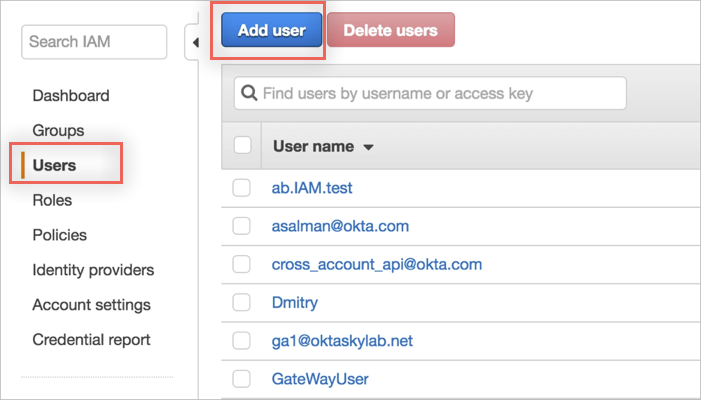 Search IAM
Dashboard
Groups
Users
Roles
Policies
Identity providers
Account settings
Credential report
Add user
Delete users
Find users by username or access key
User name
ab.IAM.test
asalman@okta.com
cross_account_api@okta.com
Dmitry
ga1@oktaskylab.net
GateWayUser